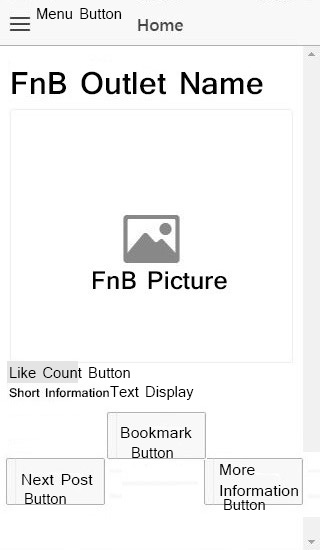 Menu Button
Home
FnB Outlet Name
FnB Picture
Like Count Button
Short Information Text Display
Bookmark
Button
Next Post
Button
More
Information
Button